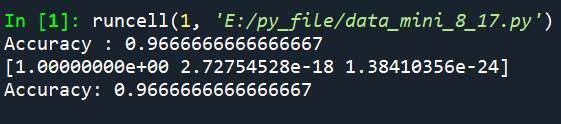 In [1]: runcell(1, 'E:/py_file/data_mini_8_17.py')
Accuracy : 0.9666666666666667
[1.00000000e+00 2.72754528e-18 1.38410356e-24]
Accuracy: 0.9666666666666667